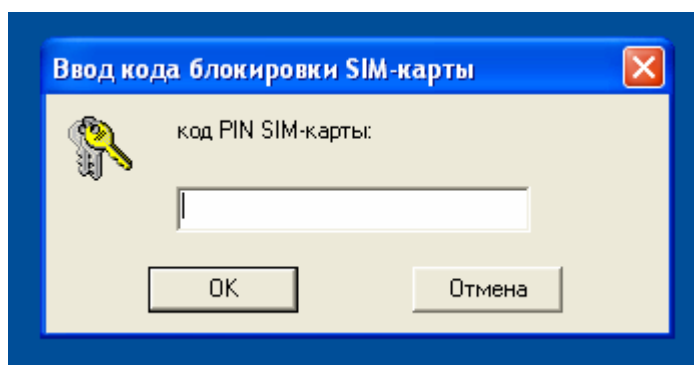 Ввод кода блокировки SIM-карты
код PIN SIM-карты:
OK
Отмена